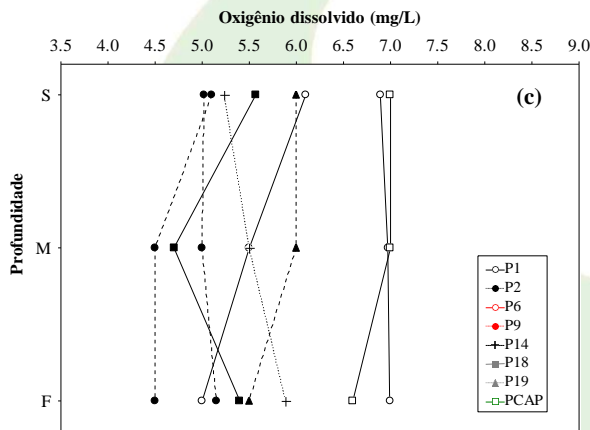 Oxigênio dissolvido (mg/L)
3.5 4.0 4.5 5.0 5.5 6.0 6.5 7.0 7.5 8.0 8.5 9.0
Profundidade
S
M
F
(c)
P1
P2
P6
P9
P14
P18
P19
PCAP